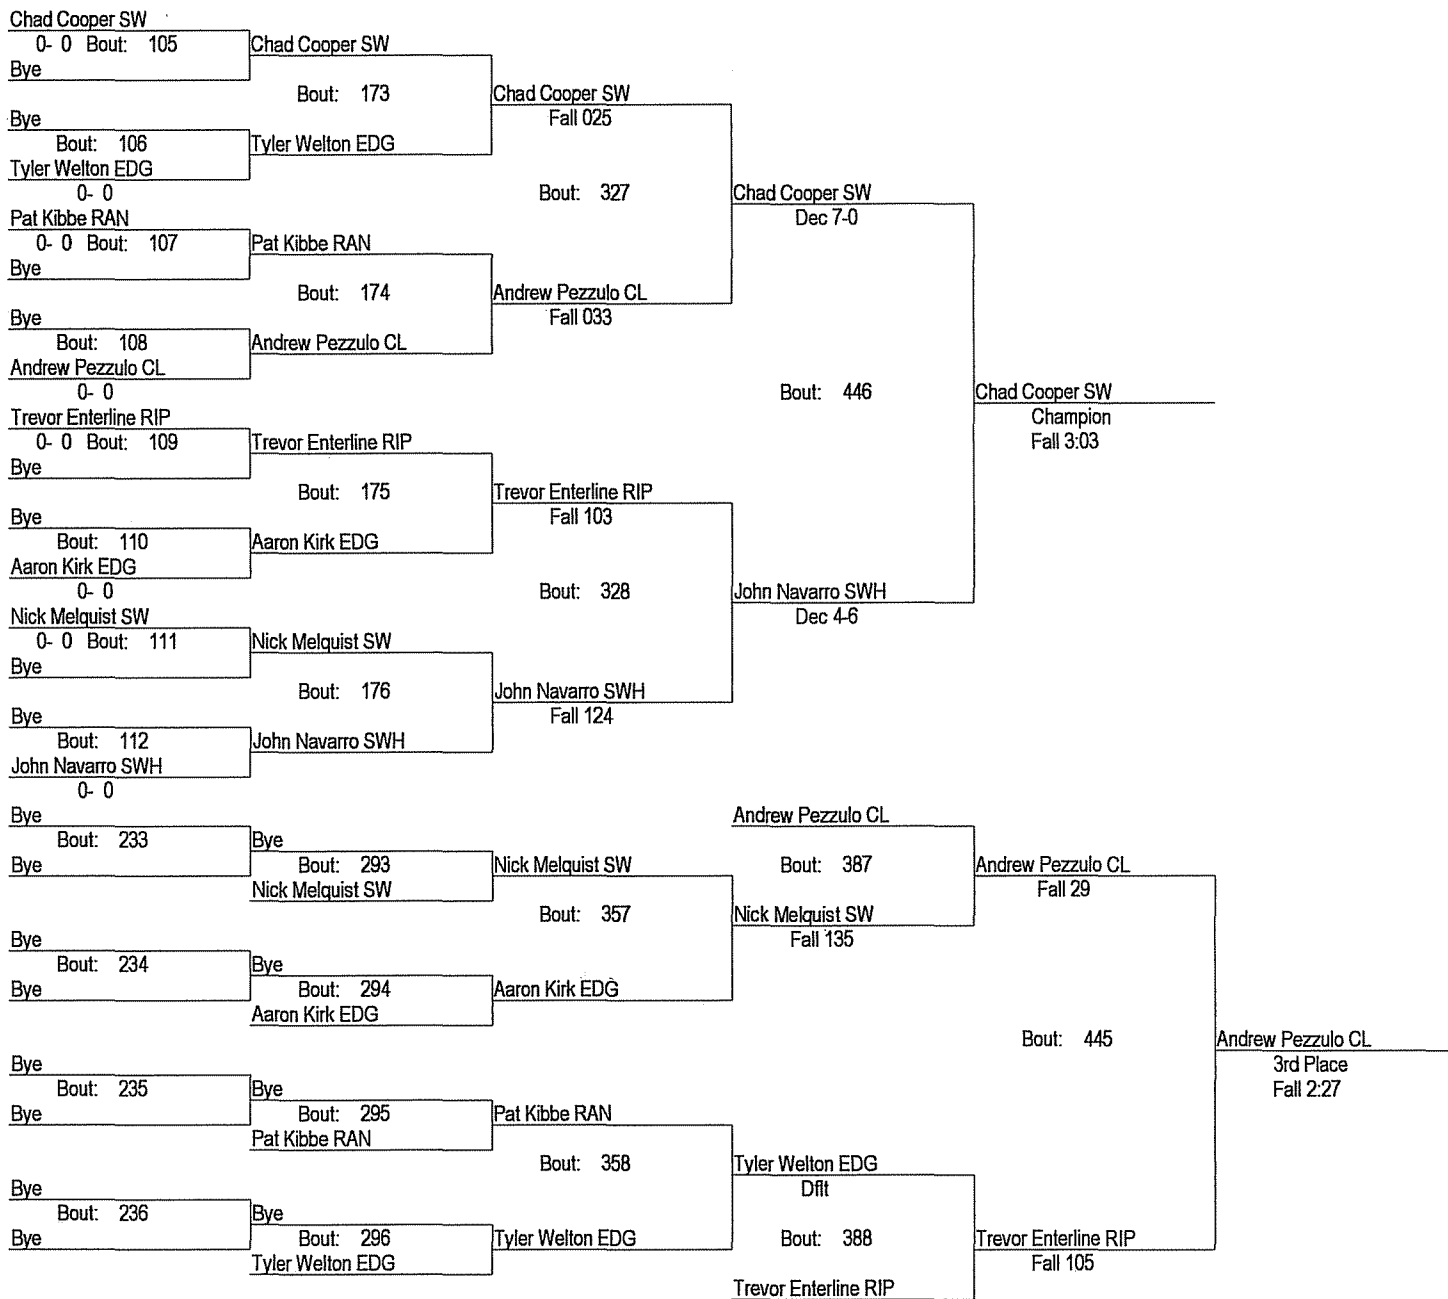 Chad Cooper SW
0- 0 Bout: 105
Chad Cooper SW
Bye
Bout: 173
Chad Cooper SW
Bye
Fall 025
Bout: 106
Tyler Welton EDG
Tyler Welton EDG
0- 0
Bout: 327
Chad Cooper SW
Pat Kibbe RAN
Dec 7-0
0- 0 Bout: 107
Pat Kibbe RAN
Bye
Bout: 174
Andrew Pezzulo CL
Bye
Fall 033
Bout: 108
Andrew Pezzulo CL
Andrew Pezzulo CL
0- 0
Bout: 446
Chad Cooper SW
Trevor Enterline RIP
Champion
0- 0 Bout: 109
Trevor Enterline RIP
Fall 3:03
Bye
Bout: 175
Trevor Enterline RIP
Bye
Fall 103
Bout: 110
Aaron Kirk EDG
Aaron Kirk EDG
0- 0
Bout: 328
John Navarro SWH
Nick Melquist SW
Dec 4-6
0- 0 Bout: 111
Nick Melquist SW
Bye
Bout: 176
John Navarro SWH
Bye
Fall 124
Bout: 112
John Navarro SWH
John Navarro SWH
0- 0
Bye
Andrew Pezzulo CL
Bout: 233
Bye
Bye
Bout: 293
Nick Melquist SW
Bout: 387
Andrew Pezzulo CL
Nick Melquist SW
Fall 29
Bout: 357
Nick Melquist SW
Bye
Fall 135
Bout: 234
Bye
Bye
Bout: 294
Aaron Kirk EDG
Aaron Kirk EDG
Bout: 445
Andrew Pezzulo CL
Bye
3rd Place
Bout: 235
Bye
Fall 2:27
Bye
Bout: 295
Pat Kibbe RAN
Pat Kibbe RAN
Bout: 358
Tyler Welton EDG
Bye
Dflt
Bout: 236
Bye
Bye
Bout: 296
Tyler Welton EDG
Bout: 388
Trevor Enterline RIP
Tyler Welton EDG
Fall 105
Trevor Enterline RIP